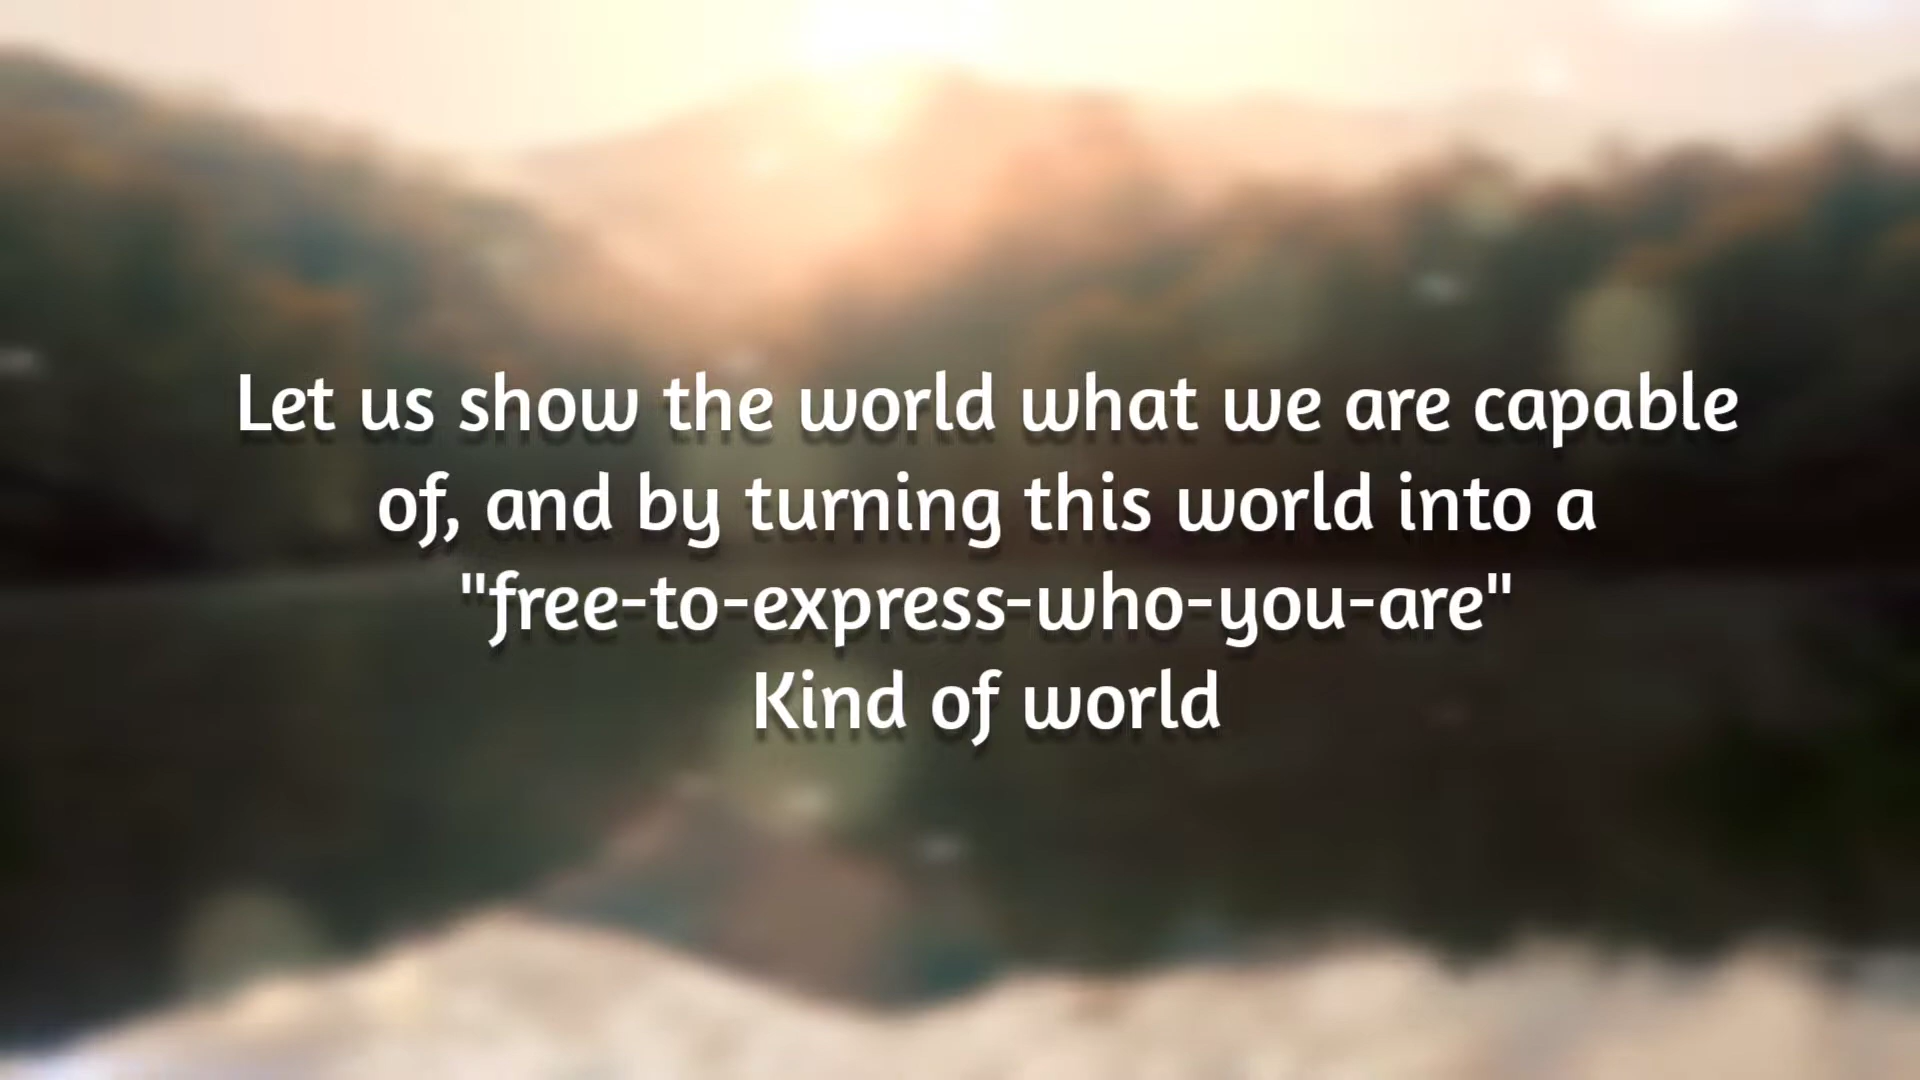 Let us show the world what we are capable
of, and by turning this world into a
"free-to-express-who-you-are"
Kind of world